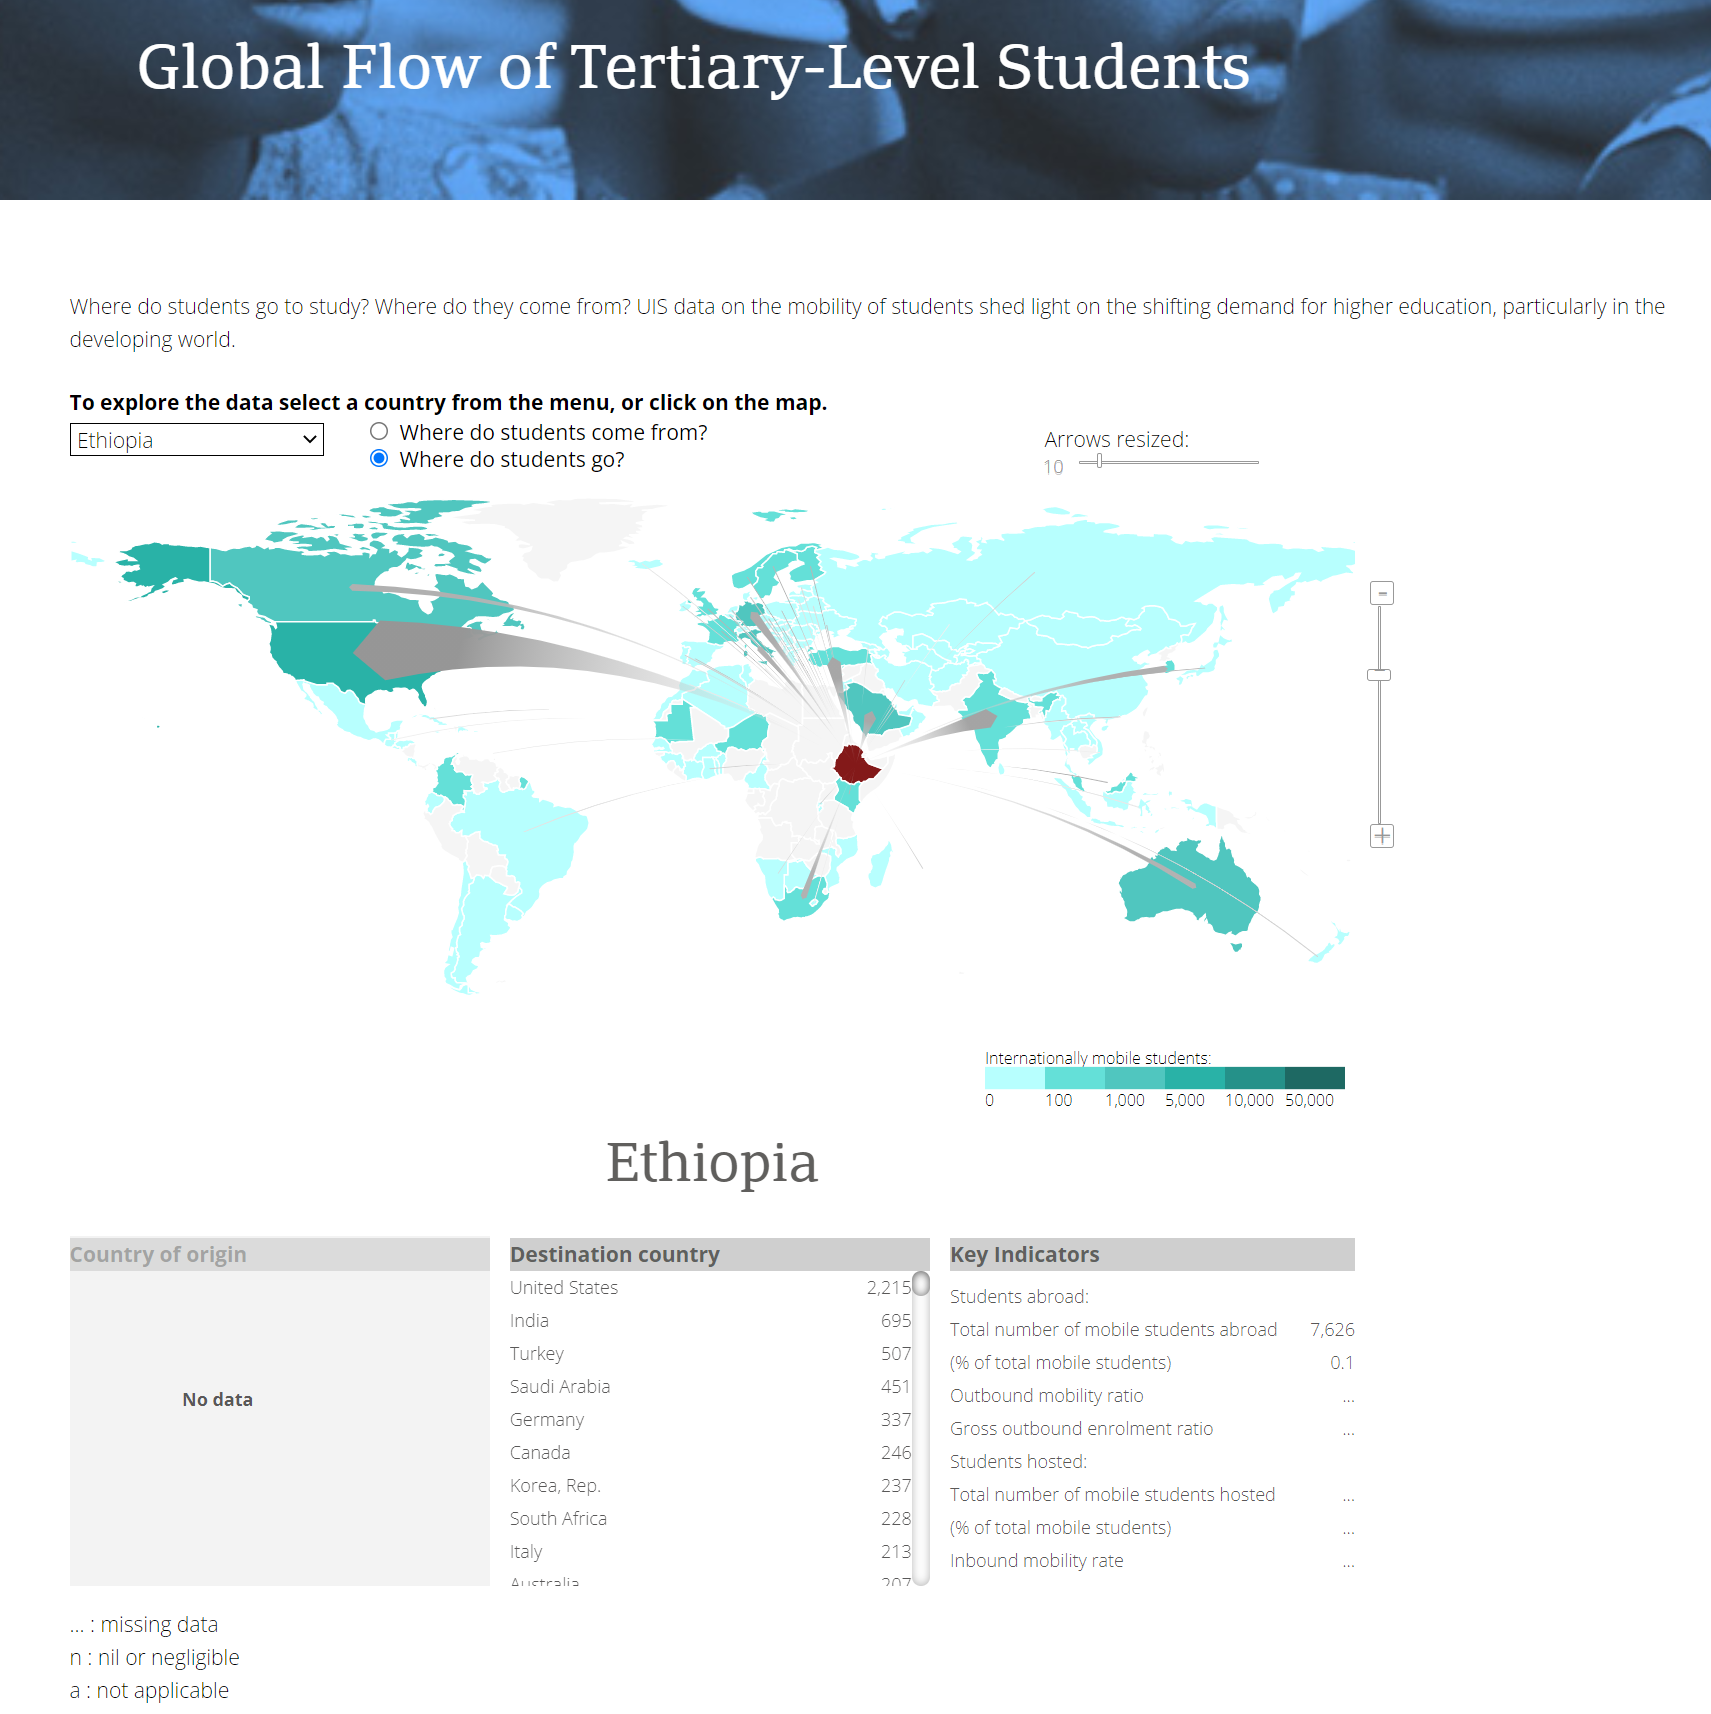 Global Flow of Tertiary-Level Students
Where do students go to study? Where do they come from? UIS data on the mobility of students shed light on the shifting demand for higher education, particularly in the
developing world.
To explore the data select a country from the menu, or click on the map.
Ethiopia
Where do students come from?
Where do students go?
Arrows resized:
10
-
+
Internationally mobile students:
0 100 1,000 5,000 10,000 50,000
Ethiopia
Country of origin
No data
Destination country
United States 2,215
India 695
Turkey 507
Saudi Arabia 451
Germany 337
Canada 246
Korea, Rep. 237
South Africa 228
Italy 213
Australia 207
Key Indicators
Students abroad:
Total number of mobile students abroad 7,626
(% of total mobile students) 0.1
Outbound mobility ratio ...
Gross outbound enrolment ratio ...
Students hosted:
Total number of mobile students hosted ...
(% of total mobile students) ...
Inbound mobility rate ...
... : missing data
n : nil or negligible
a : not applicable